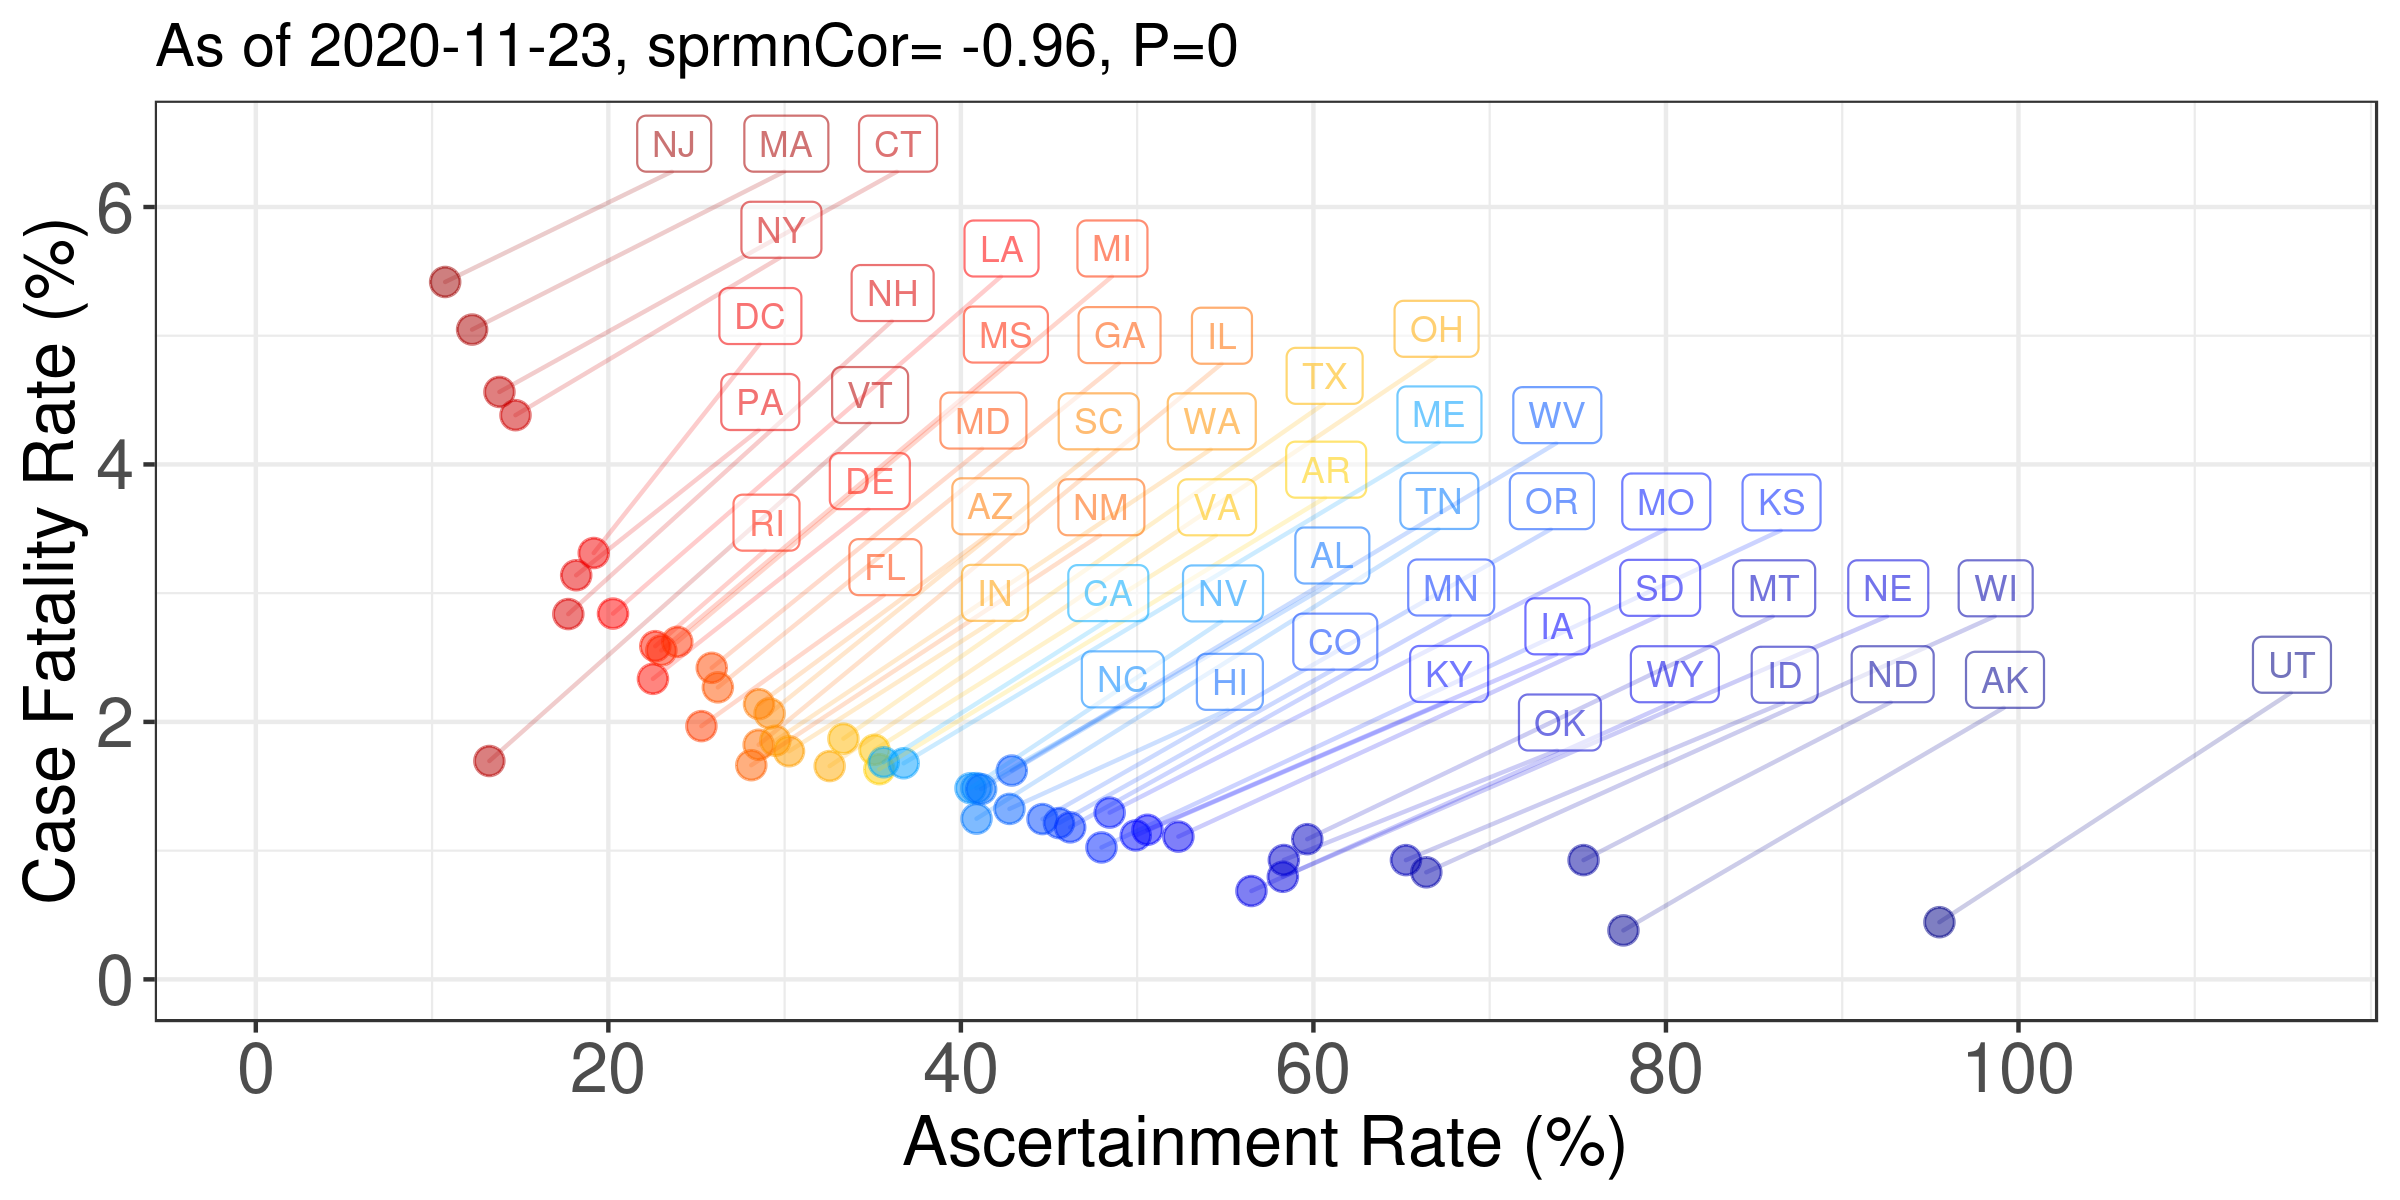 As of 2020-11-23, sprmnCor= -0.96, P=0
Case Fatality Rate (%)
6
4
2
0
NJ MA CT
NY
LA MI
NH
DC
MS GA IL OH
TX
PA VT
MD SC WA ME WV
DE AR
RI AZ NM VA TN OR MO KS
FL AL
IN CA NV MN SD MT NE WI
CO IA
NC HI KY WY ID ND AK UT
OK
0 20 40 60 80 100
Ascertainment Rate (%)